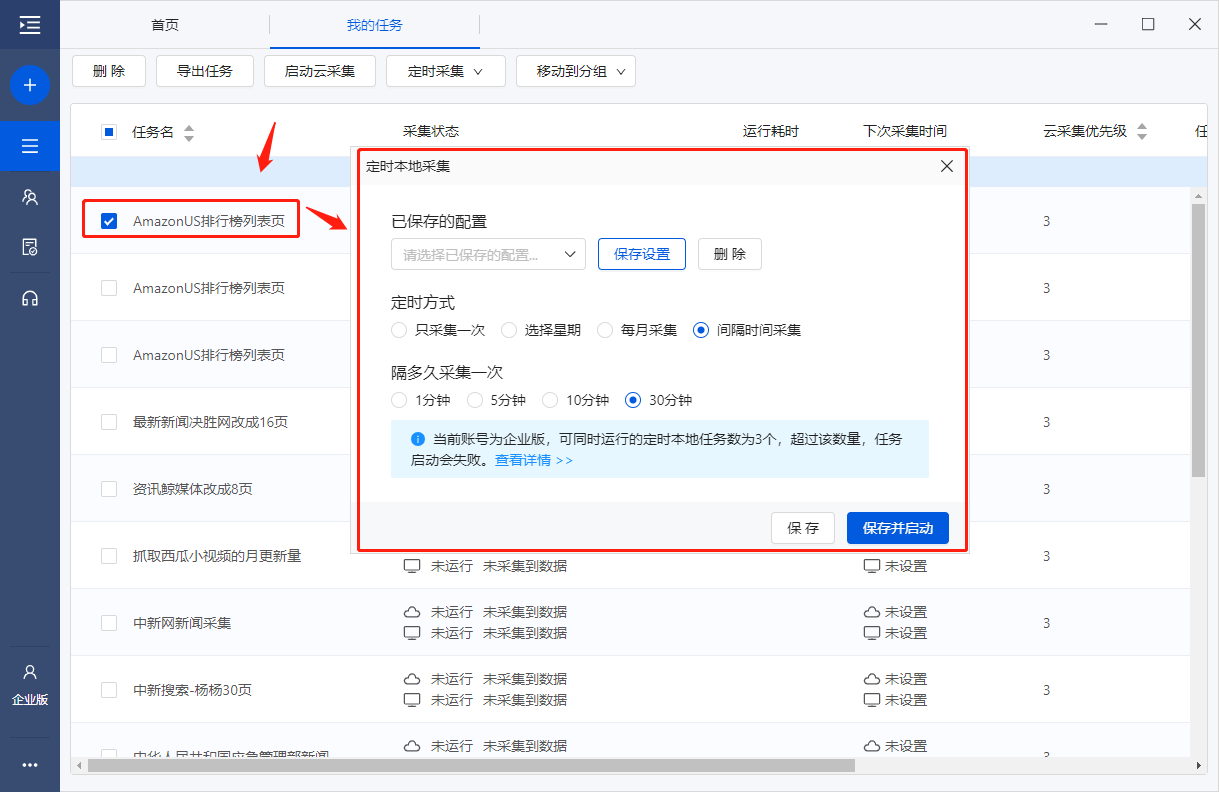 首页
我的任务
删 除
导出任务
启动云采集
定时采集
移动到分组
任务名
采集状态
运行耗时
下次采集时间
云采集优先级
任
定时本地采集
AmazonUS排行榜列表页
3
已保存的配置
请选择已保存的配置...
保存设置
删 除
AmazonUS排行榜列表页
3
定时方式
只采集一次
选择星期
每月采集
间隔时间采集
AmazonUS排行榜列表页
3
隔多久采集一次
1分钟
5分钟
10分钟
30分钟
最新新闻决胜网改成16页
3
当前账号为企业版，可同时运行的定时本地任务数为3个，超过该数量，任务
启动会失败。查看详情 >>
资讯鲸媒体改成8页
3
保 存
保存并启动
抓取西瓜小视频的月更新量
3
未运行 未采集到数据
未设置
中新网新闻采集
未运行 未采集到数据
未设置
3
未运行 未采集到数据
未设置
中新搜索-杨杨30页
未运行 未采集到数据
未设置
3
未运行 未采集到数据
未设置
企业版
中华人民共和国应急管理部新闻
未运行 未采集到数据
未设置
3